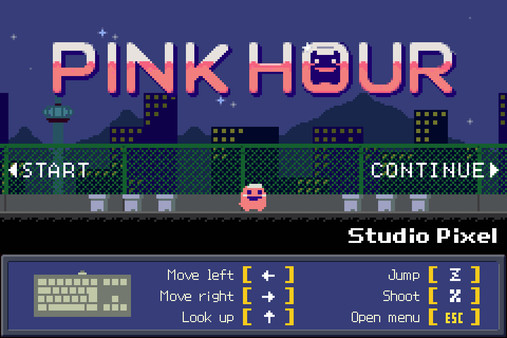 PINK HOUR
START
CONTINUE
Studio Pixel
Move left [ ← ]
Jump [ Z ]
Move right [ → ]
Shoot [ X ]
Look up [ ↑ ]
Open menu [ ESC ]